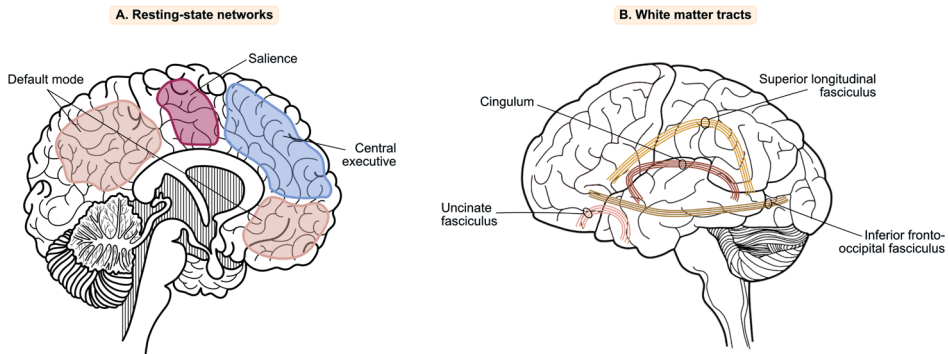 A. Resting-state networks
Salience
Default mode
Central
executive
B. White matter tracts
Superior longitudinal
fasciculus
Cingulum
Uncinate
fasciculus
Inferior fronto-
occipital fasciculus